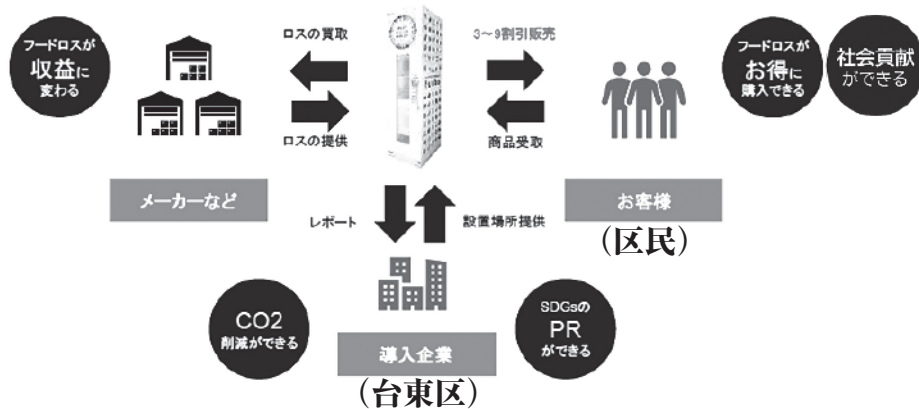 フードロスが
収益に
変わる
ロスの買取
ロスの提供
3～9割引販売
商品受取
フードロスが
お得に
購入できる
社会貢献
ができる
メーカーなど
お客様
(区民)
レポート
設置場所提供
CO2
削減ができる
SDGsの
PR
ができる
導入企業
(台東区)